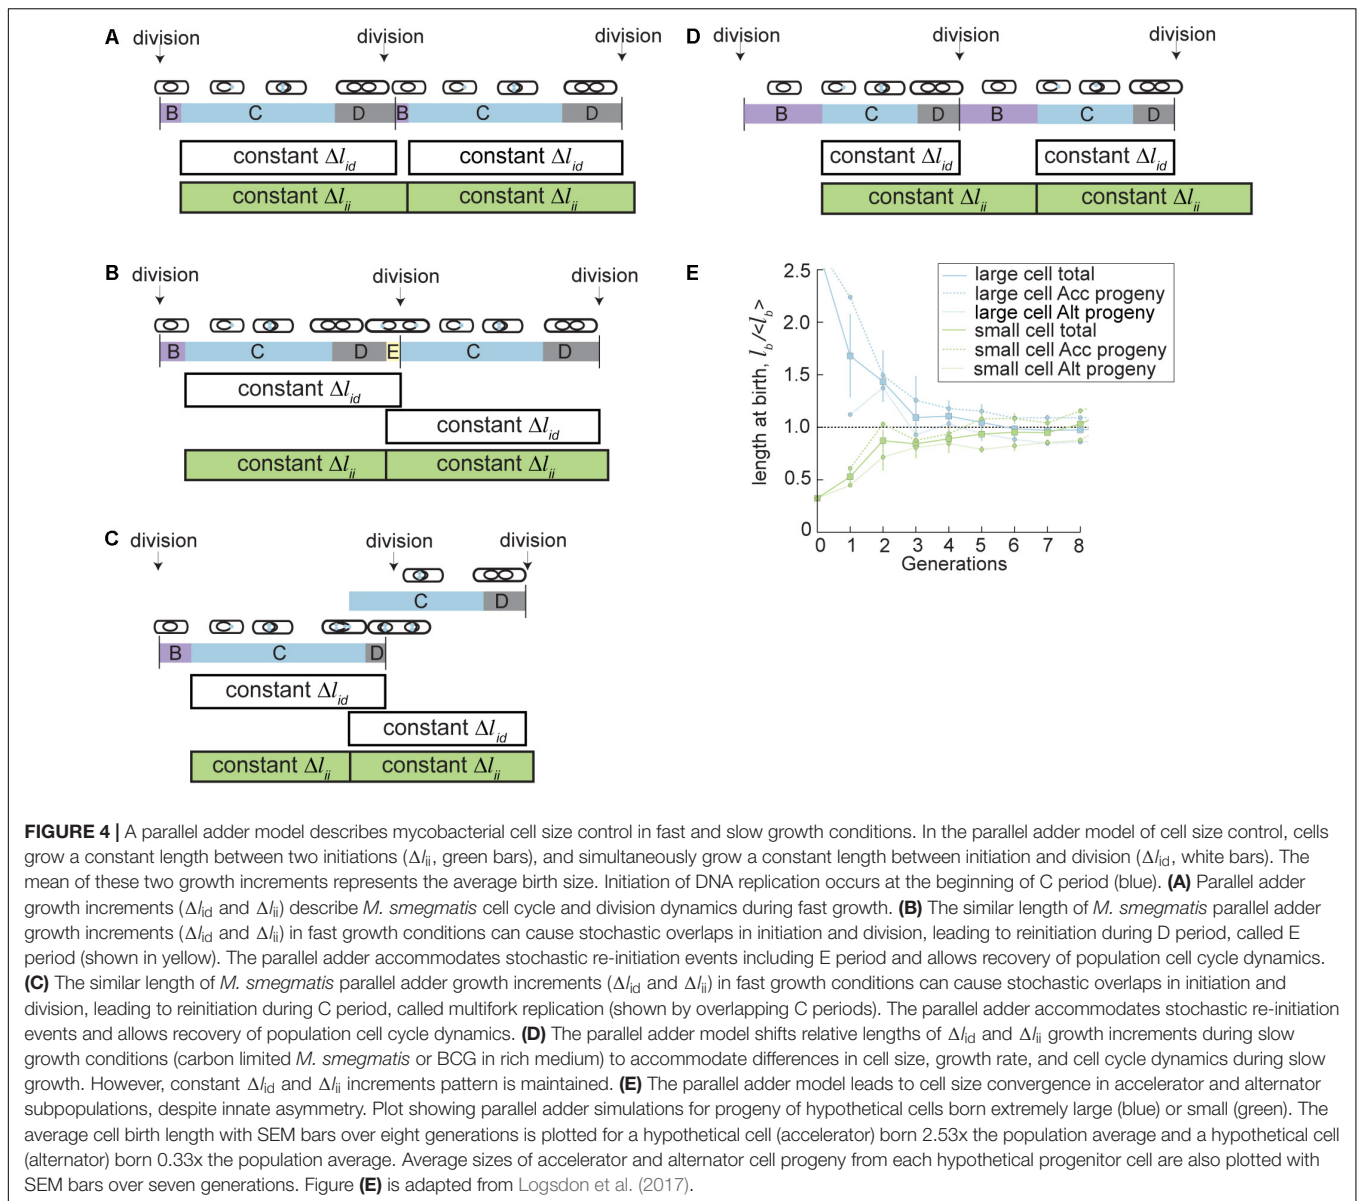 A
division
division
division
B
C
D
B
C
D
constant Δl_id
constant Δl_id
constant Δl_ii
constant Δl_ii
D
division
division
division
B
C
D
B
C
D
constant Δl_id
constant Δl_id
constant Δl_ii
constant Δl_ii
B
division
division
division
B
C
D
E
C
D
constant Δl_id
constant Δl_id
constant Δl_ii
constant Δl_ii
E
length at birth, l_b/<l_b>
2.5
2.0
1.5
1.0
0.5
0
0 1 2 3 4 5 6 7 8
Generations
large cell total
large cell Acc progeny
large cell Alt progeny
small cell total
small cell Acc progeny
small cell Alt progeny
C
division
division
division
C
D
B
C
D
constant Δl_id
constant Δl_id
constant Δl_ii
constant Δl_ii
FIGURE 4 | A parallel adder model describes mycobacterial cell size control in fast and slow growth conditions. In the parallel adder model of cell size control, cells
grow a constant length between two initiations (Δl_ii, green bars), and simultaneously grow a constant length between initiation and division (Δl_id, white bars). The
mean of these two growth increments represents the average birth size. Initiation of DNA replication occurs at the beginning of C period (blue). (A) Parallel adder
growth increments (Δl_id and Δl_ii) describe M. smegmatis cell cycle and division dynamics during fast growth. (B) The similar length of M. smegmatis parallel adder
growth increments (Δl_id and Δl_ii) in fast growth conditions can cause stochastic overlaps in initiation and division, leading to reinitiation during D period, called E
period (shown in yellow). The parallel adder accommodates stochastic re-initiation events including E period and allows recovery of population cell cycle dynamics.
(C) The similar length of M. smegmatis parallel adder growth increments (Δl_id and Δl_ii) in fast growth conditions can cause stochastic overlaps in initiation and
division, leading to reinitiation during C period, called multifork replication (shown by overlapping C periods). The parallel adder accommodates stochastic re-initiation
events and allows recovery of population cell cycle dynamics. (D) The parallel adder model shifts relative lengths of Δl_id and Δl_ii growth increments during slow
growth conditions (carbon limited M. smegmatis or BCG in rich medium) to accommodate differences in cell size, growth rate, and cell cycle dynamics during slow
growth. However, constant Δl_id and Δl_ii increments pattern is maintained. (E) The parallel adder model leads to cell size convergence in accelerator and alternator
subpopulations, despite innate asymmetry. Plot showing parallel adder simulations for progeny of hypothetical cells born extremely large (blue) or small (green). The
average cell birth length with SEM bars over eight generations is plotted for a hypothetical cell (accelerator) born 2.53x the population average and a hypothetical cell
(alternator) born 0.33x the population average. Average sizes of accelerator and alternator cell progeny from each hypothetical progenitor cell are also plotted with
SEM bars over seven generations. Figure (E) is adapted from Logsdon et al. (2017).